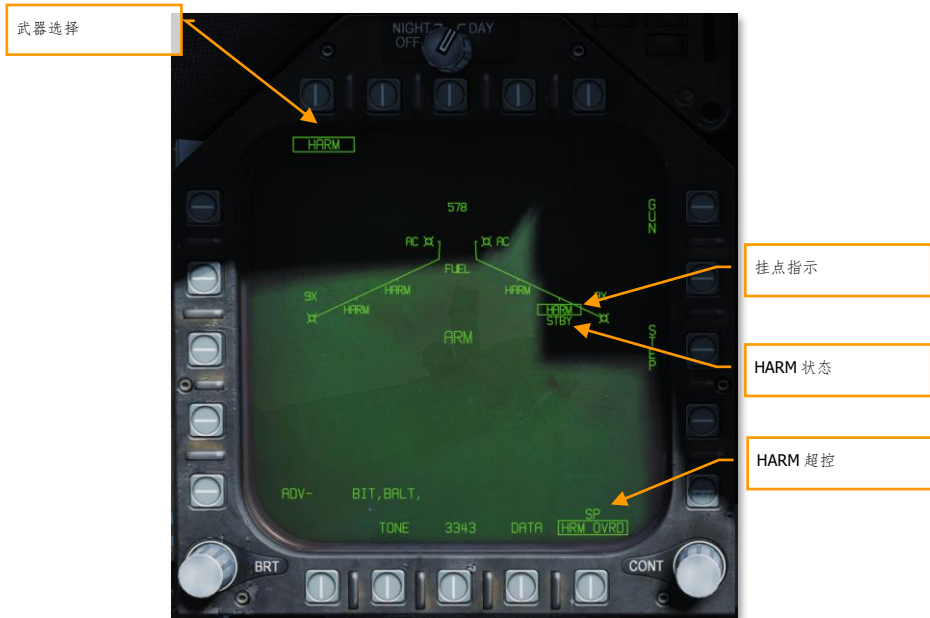 武器选择
NIGHT DAY
OFF
HARM
578
GUN
AC AC
挂点指示
FUEL
HARM HARM
9X 9X
HARM HARM
STBY
ARM
STEP
HARM 状态
HARM 超控
ADV- BIT,BALT,
SP
TONE 3343 DATA HRM OVRD
BRT CONT